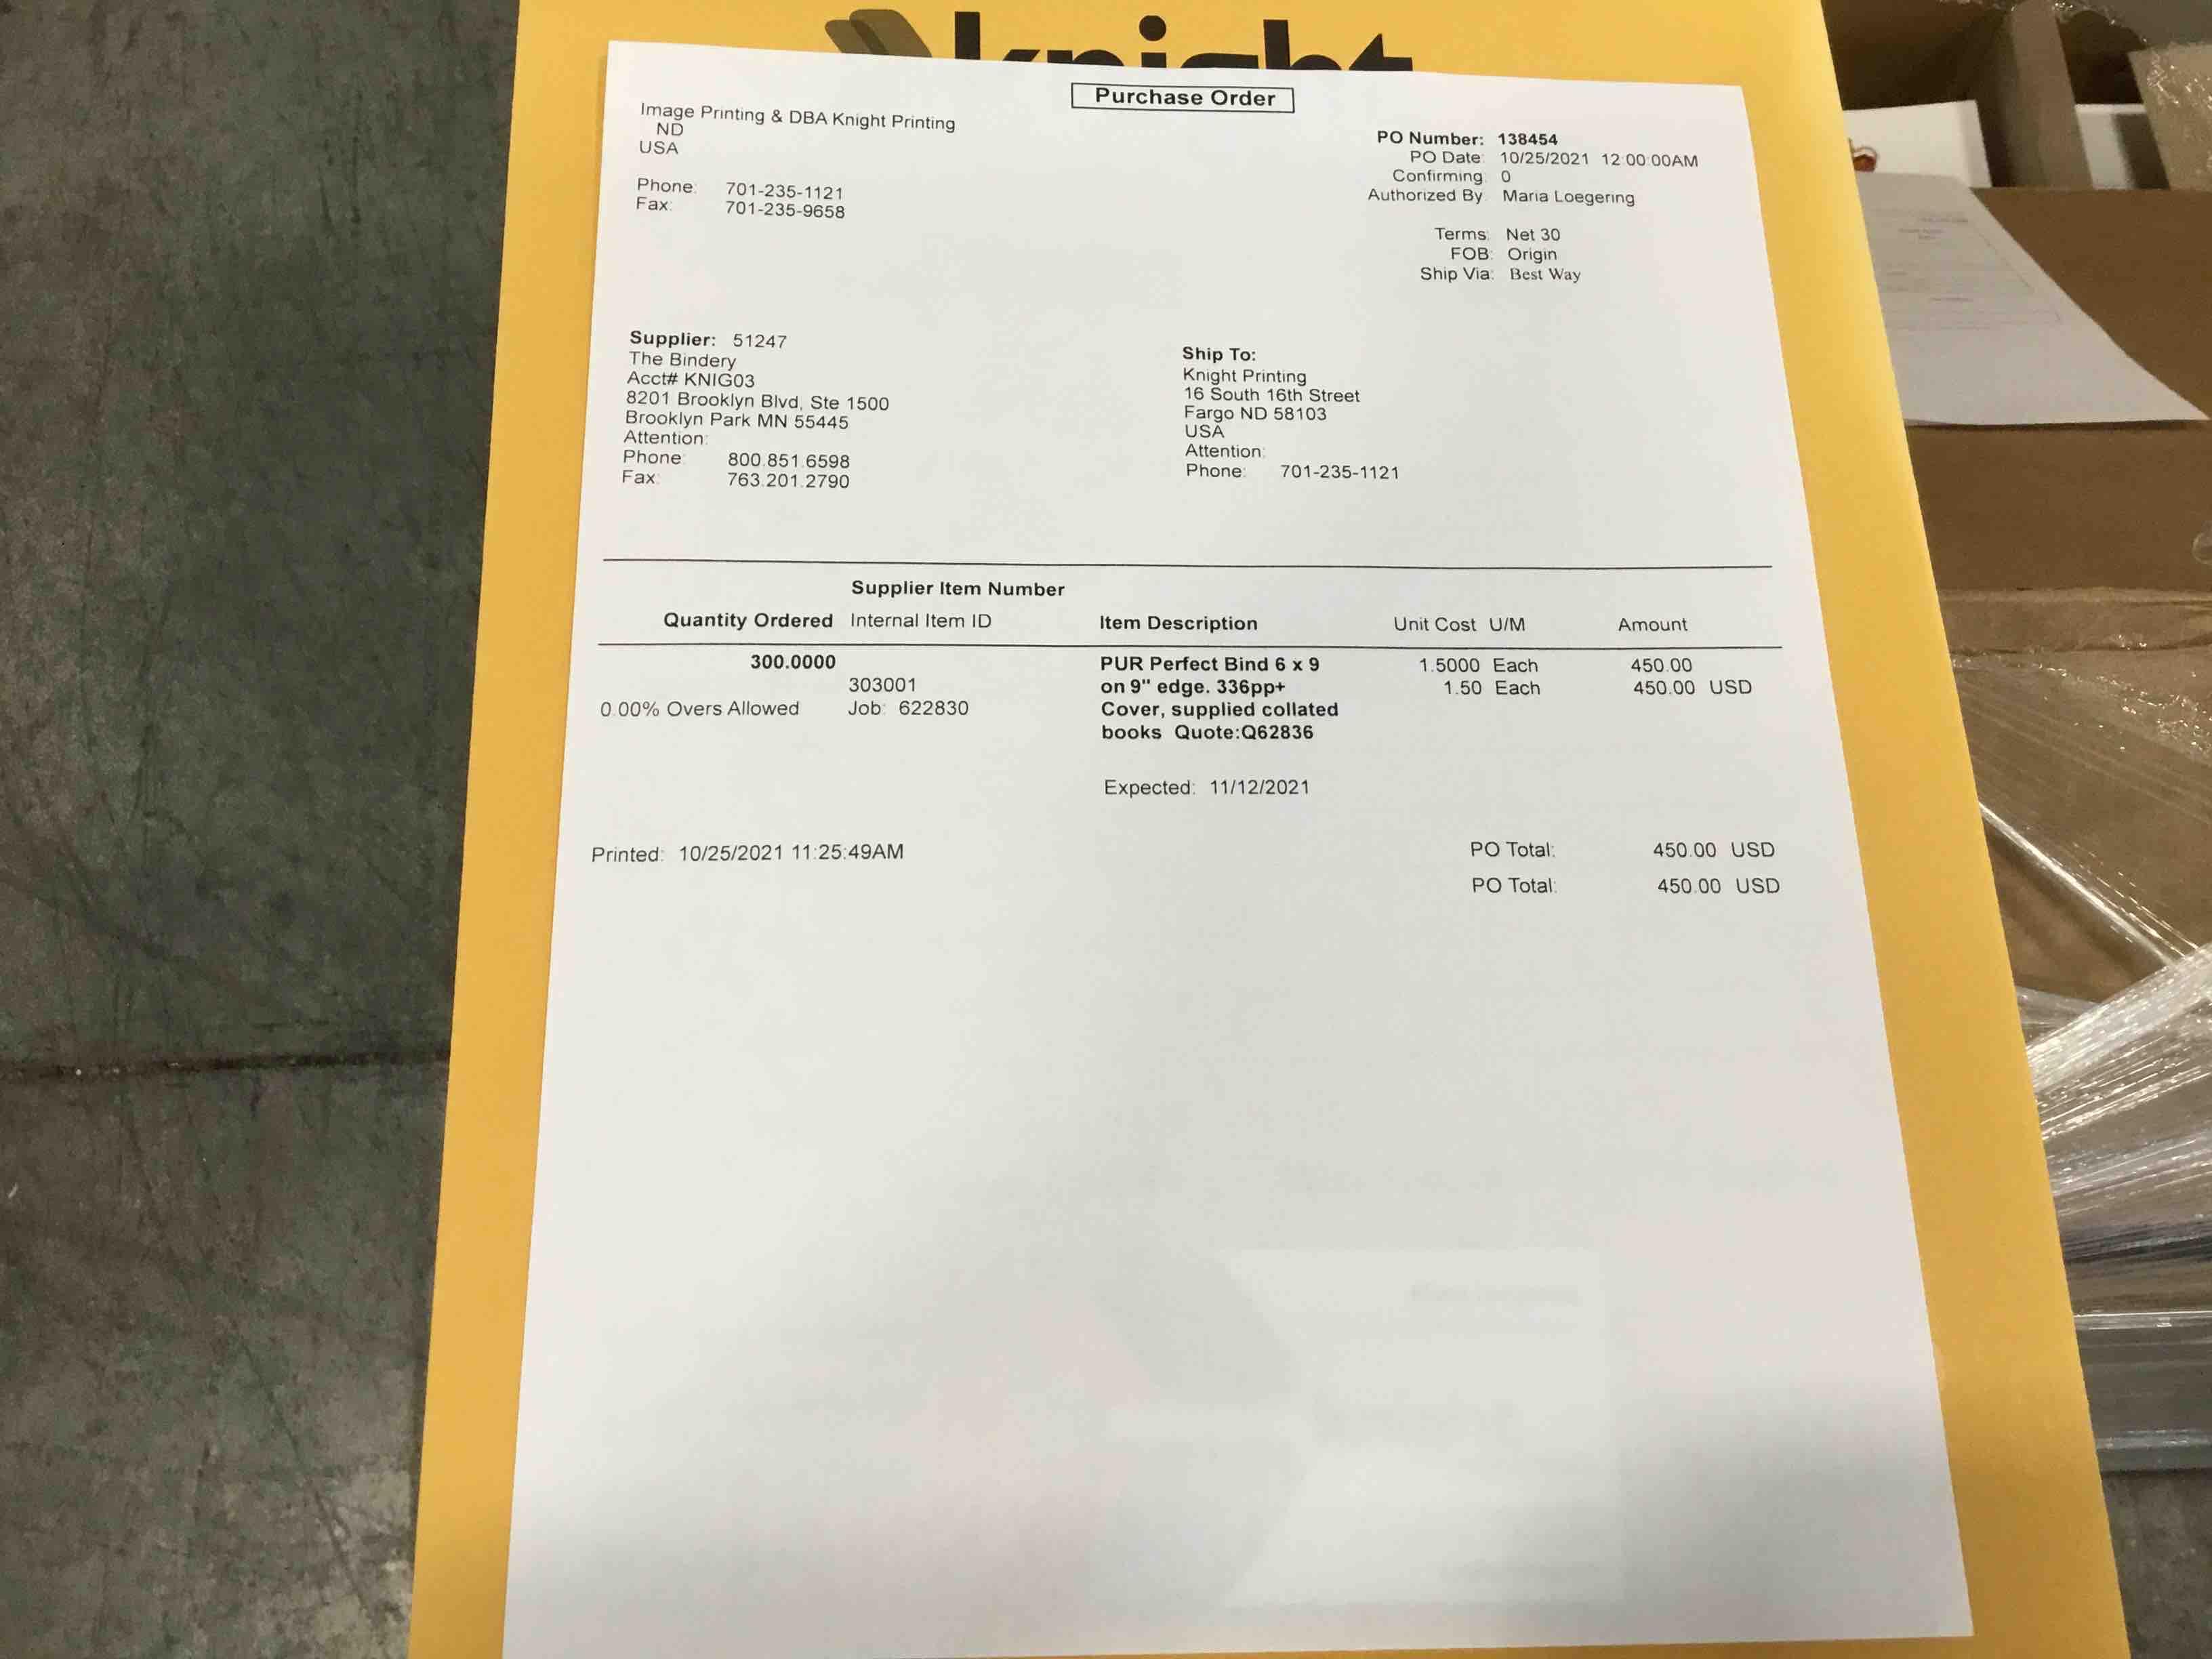 knight
Purchase Order
Image Printing & DBA Knight Printing
ND
USA
Phone: 701-235-1121
Fax: 701-235-9658
PO Number: 138454
PO Date: 10/25/2021 12:00:00AM
Confirming: 0
Authorized By Maria Loegering
Terms: Net 30
FOB: Origin
Ship Via: Best Way
Supplier: 51247
The Bindery
Acct# KNIG03
8201 Brooklyn Blvd, Ste 1500
Brooklyn Park MN 55445
Attention:
Phone: 800.851.6598
Fax: 763.201.2790
Ship To:
Knight Printing
16 South 16th Street
Fargo ND 58103
USA
Attention:
Phone: 701-235-1121
Supplier Item Number
Quantity Ordered Internal Item ID Item Description Unit Cost U/M Amount
300.0000 PUR Perfect Bind 6 x 9 1.5000 Each 450.00
303001 on 9" edge. 336pp+ 1.50 Each 450.00 USD
0.00% Overs Allowed Job: 622830 Cover, supplied collated
books Quote:Q62836
Expected: 11/12/2021
Printed: 10/25/2021 11:25:49AM PO Total: 450.00 USD
PO Total: 450.00 USD